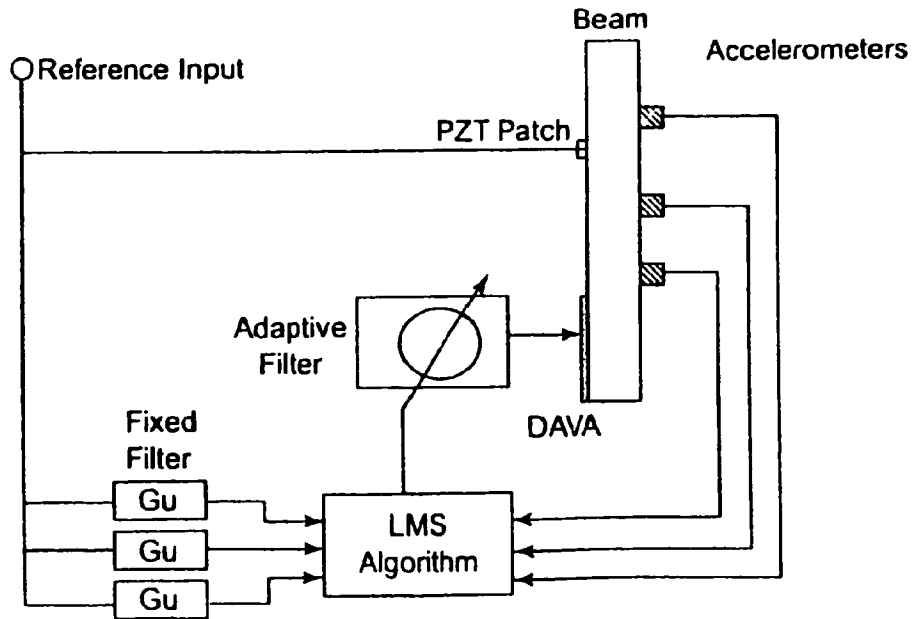 Beam
Accelerometers
Reference Input
PZT Patch
Adaptive
Filter
DAVA
Fixed
Filter
Gu
Gu
Gu
LMS
Algorithm